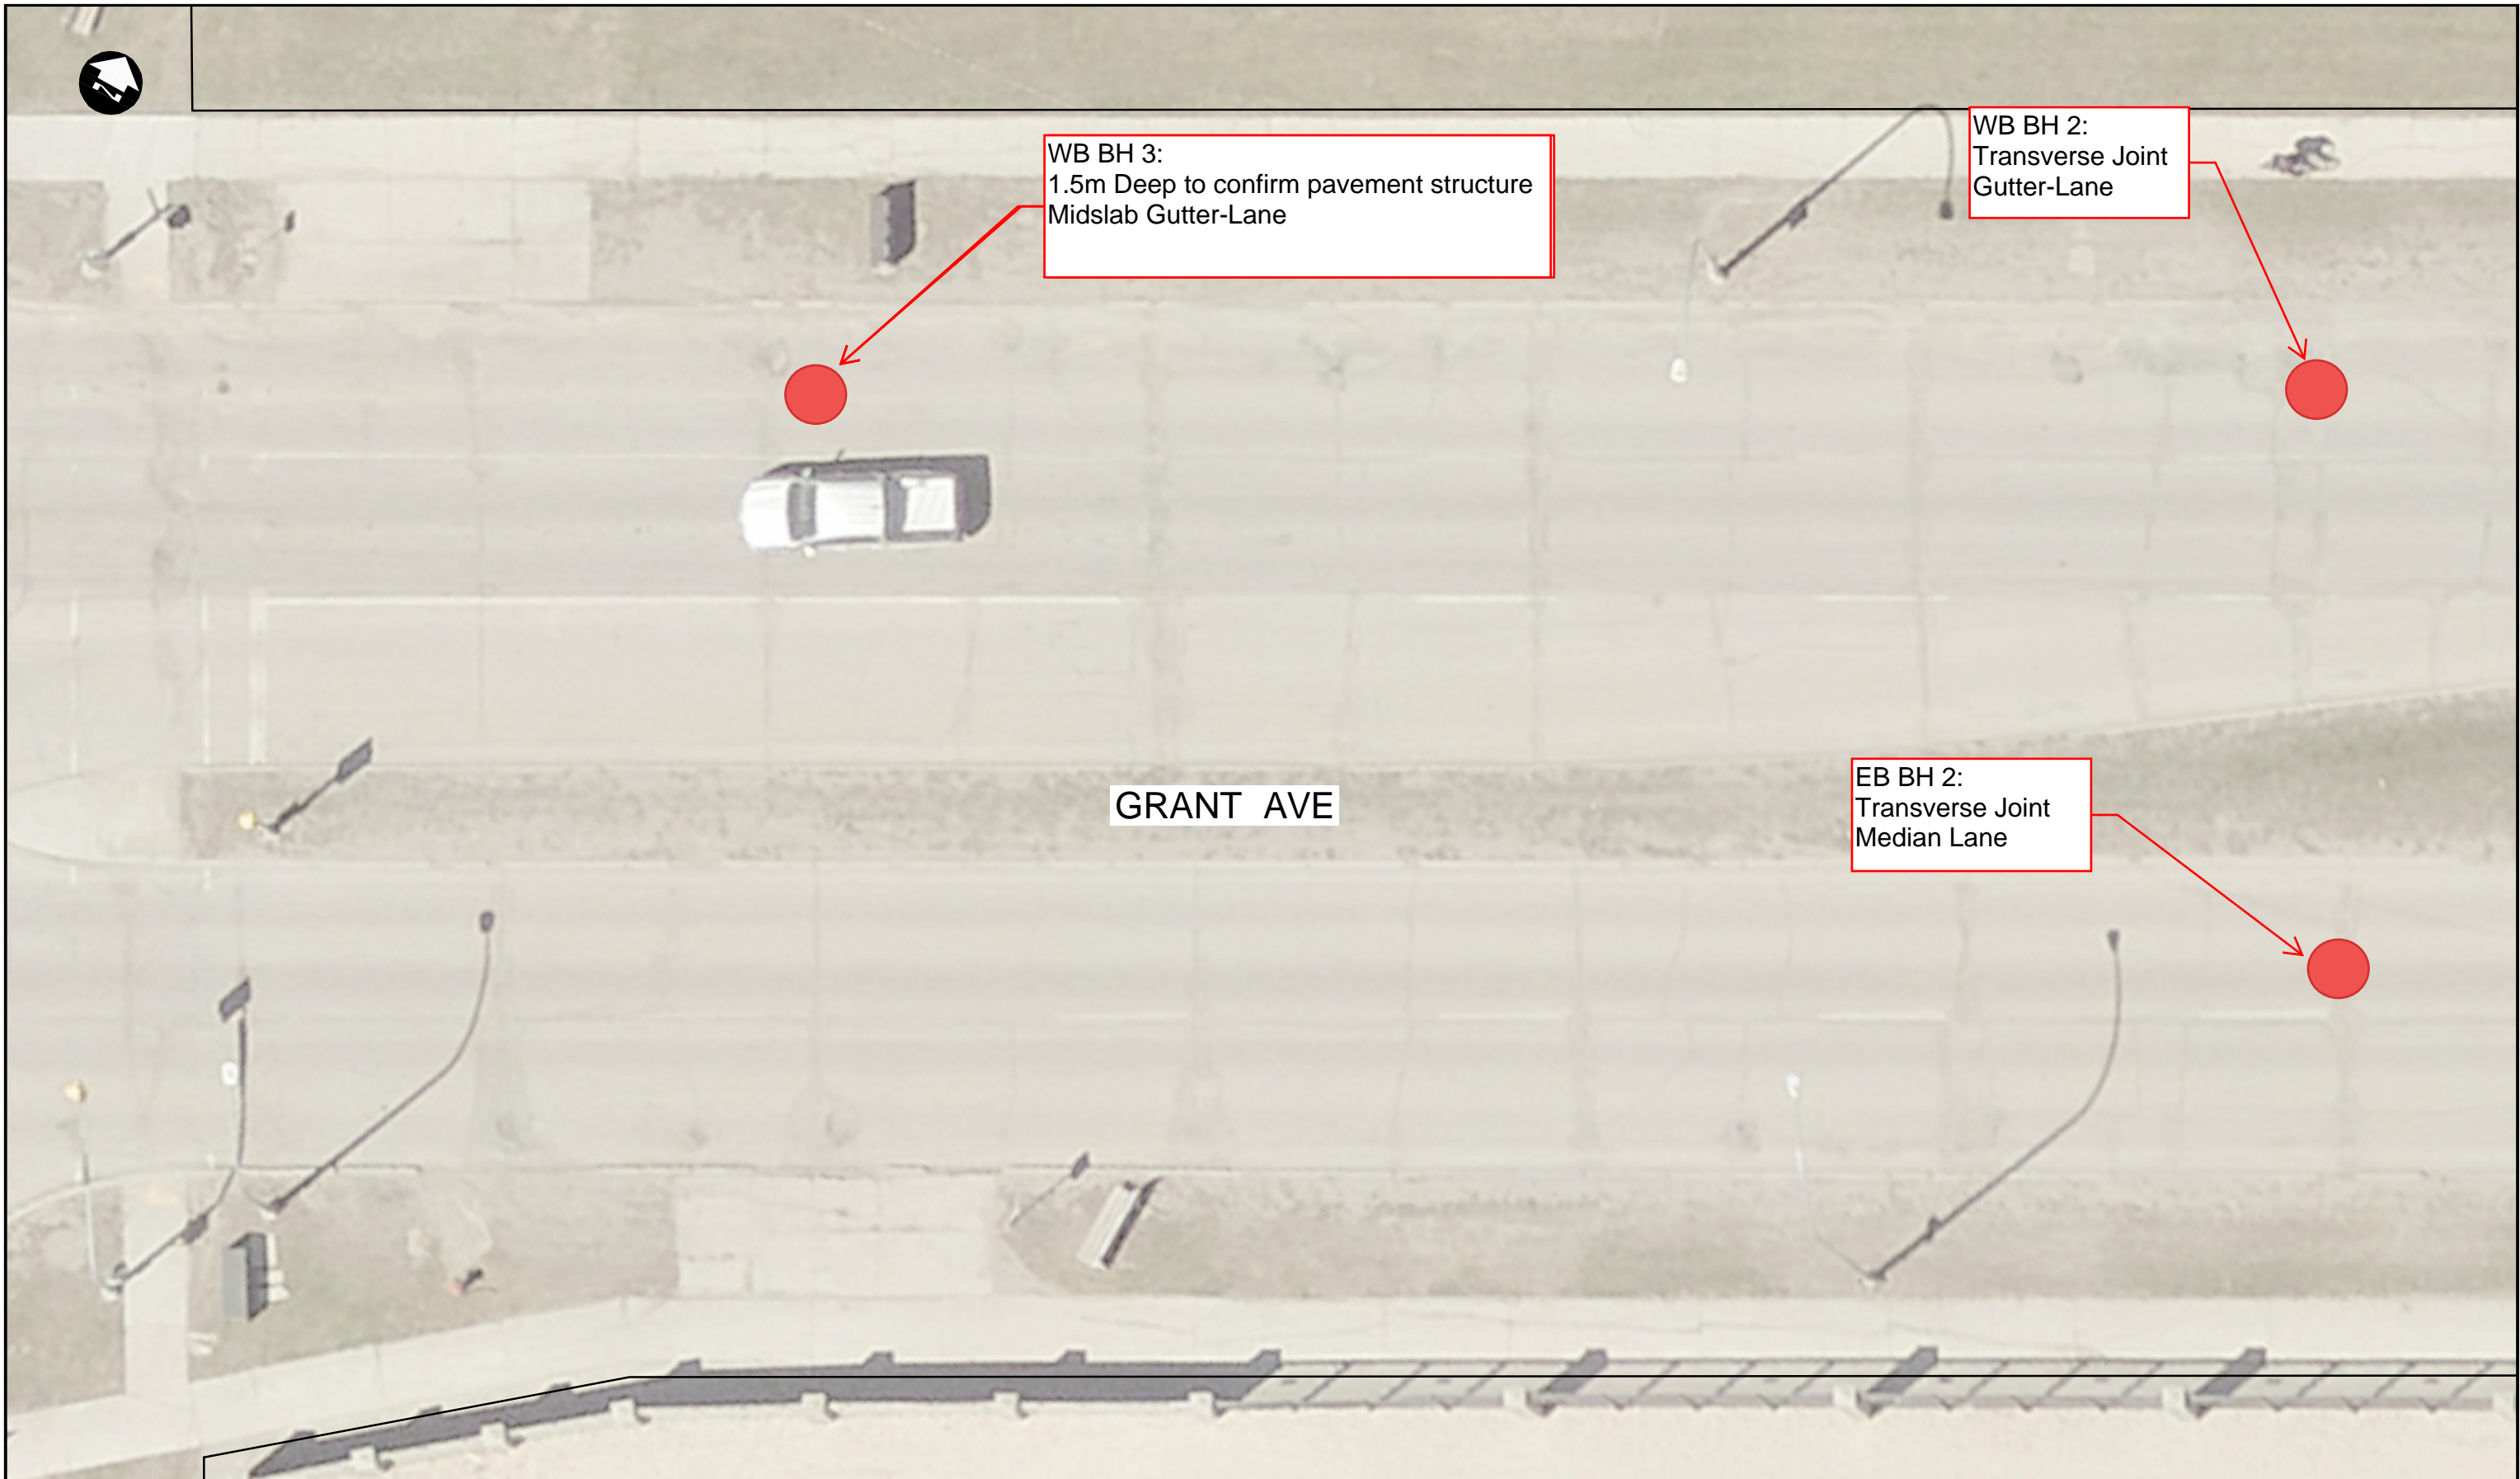 WB BH 3:
1.5m Deep to confirm pavement structure
Midslab Gutter-Lane
WB BH 2:
Transverse Joint
Gutter-Lane
GRANT AVE
EB BH 2:
Transverse Joint
Median Lane